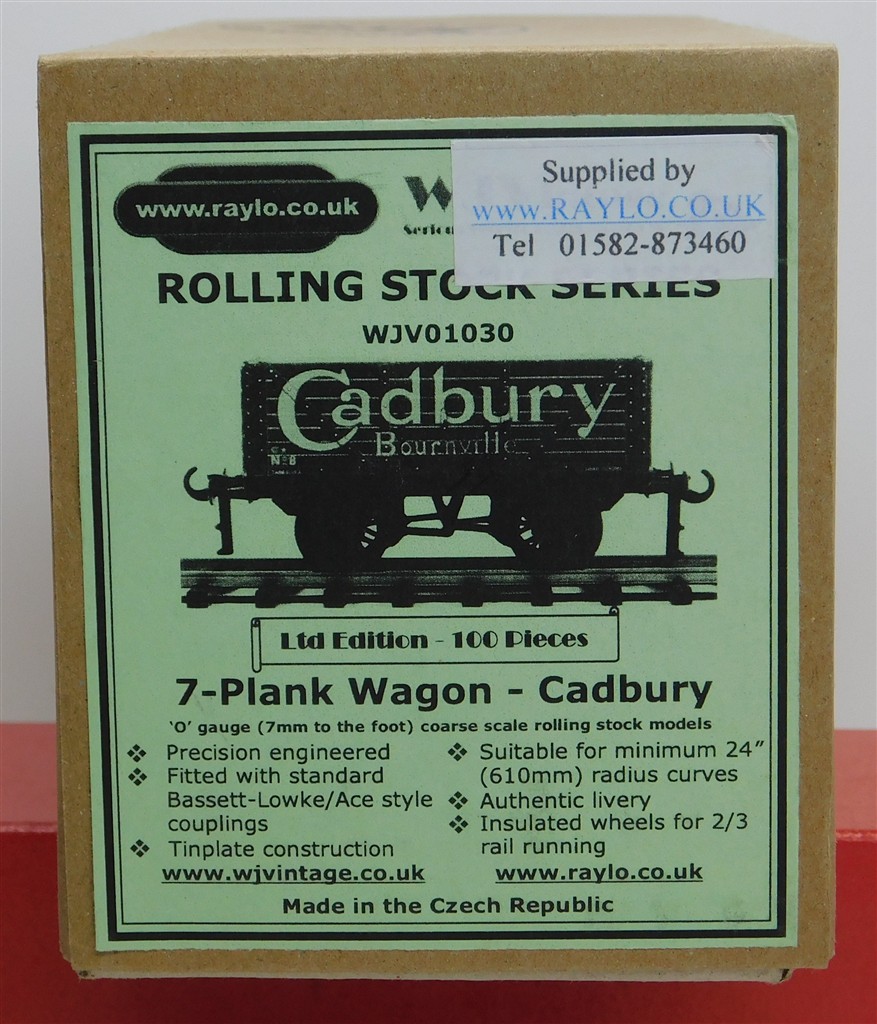 www.raylo.co.uk
Supplied by
www.RAYLO.CO.UK
Tel 01582-873460
ROLLING STOCK SERIES
WJV01030
Cadbury
Bournville
Nº8
Ltd Edition - 100 Pieces
7-Plank Wagon - Cadbury
‘O’ gauge (7mm to the foot) coarse scale rolling stock models
❖ Precision engineered
❖ Fitted with standard
Bassett-Lowke/Ace style
couplings
❖ Tinplate construction
❖ Suitable for minimum 24”
(610mm) radius curves
❖ Authentic livery
❖ Insulated wheels for 2/3
rail running
www.wjvintage.co.uk
www.raylo.co.uk
Made in the Czech Republic